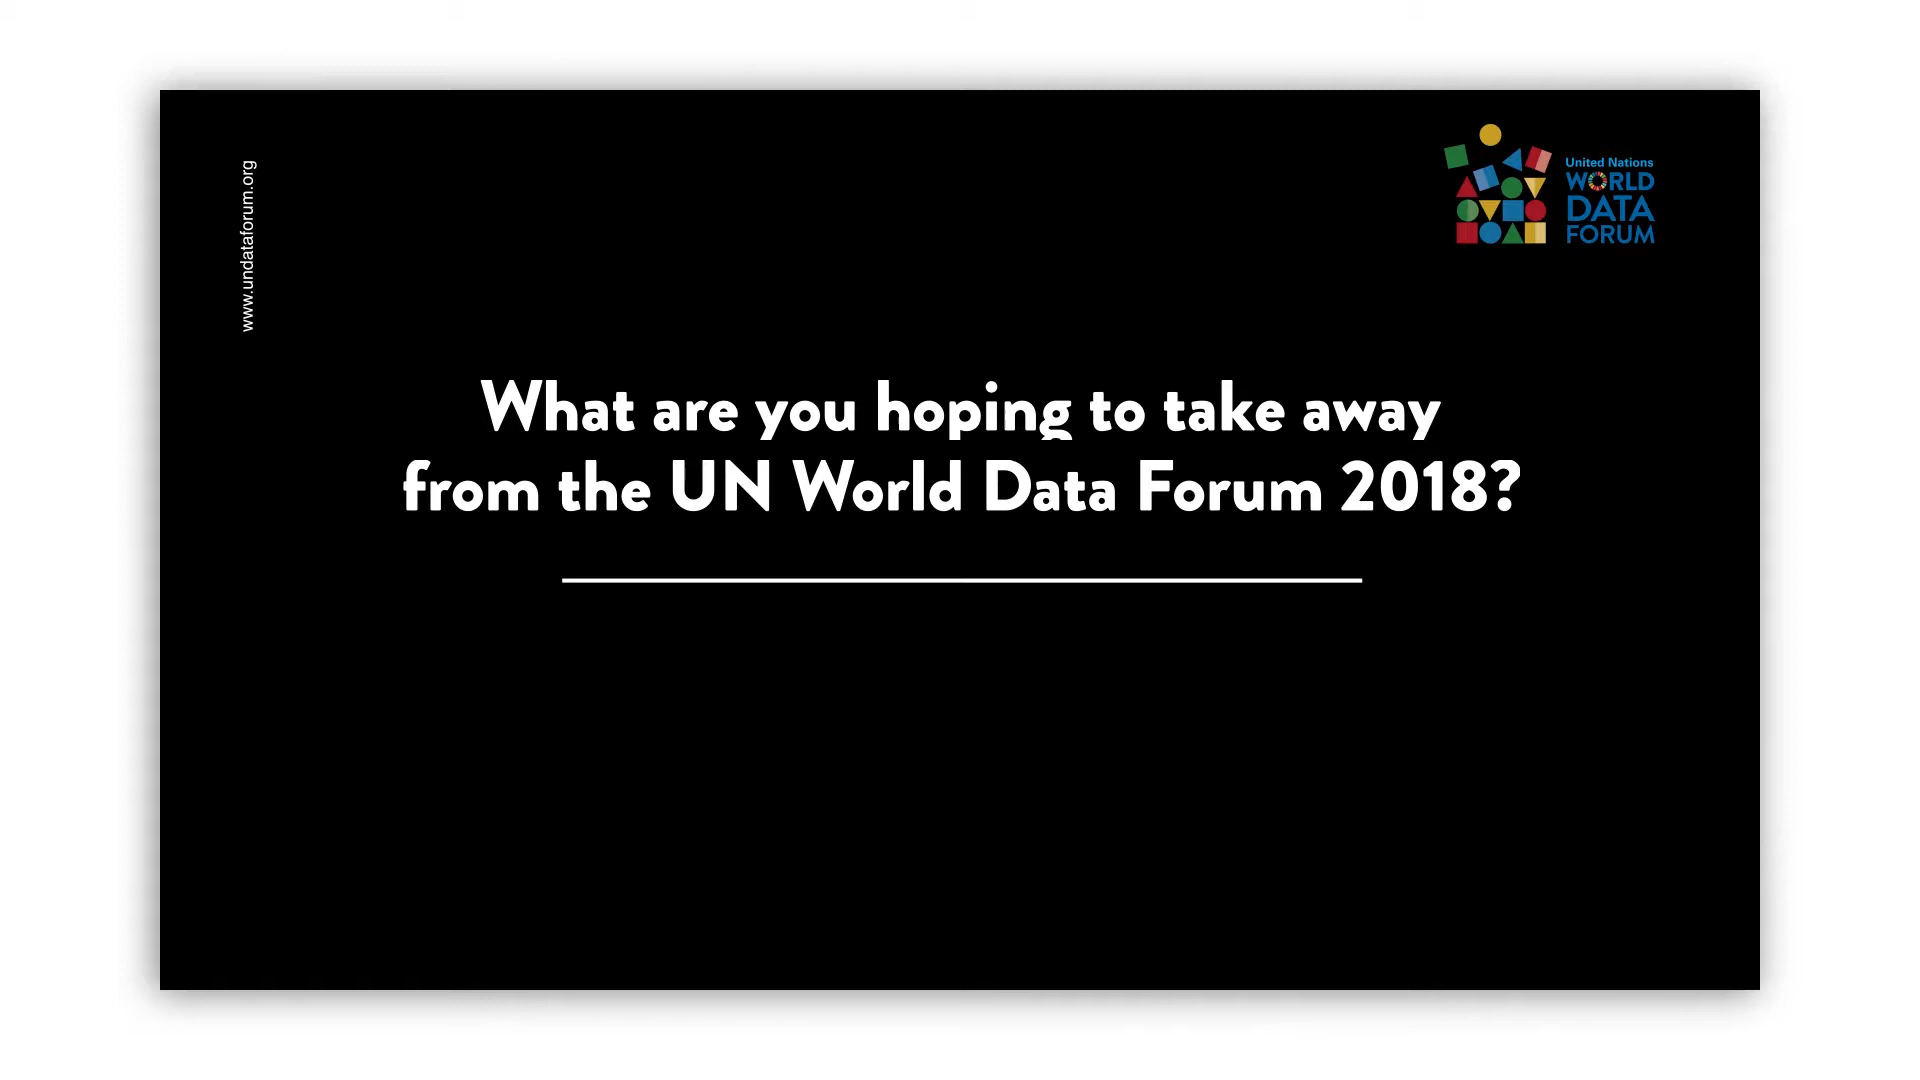 www.undataforum.org
United Nations
WORLD
DATA
FORUM
What are you hoping to take away
from the UN World Data Forum 2018?